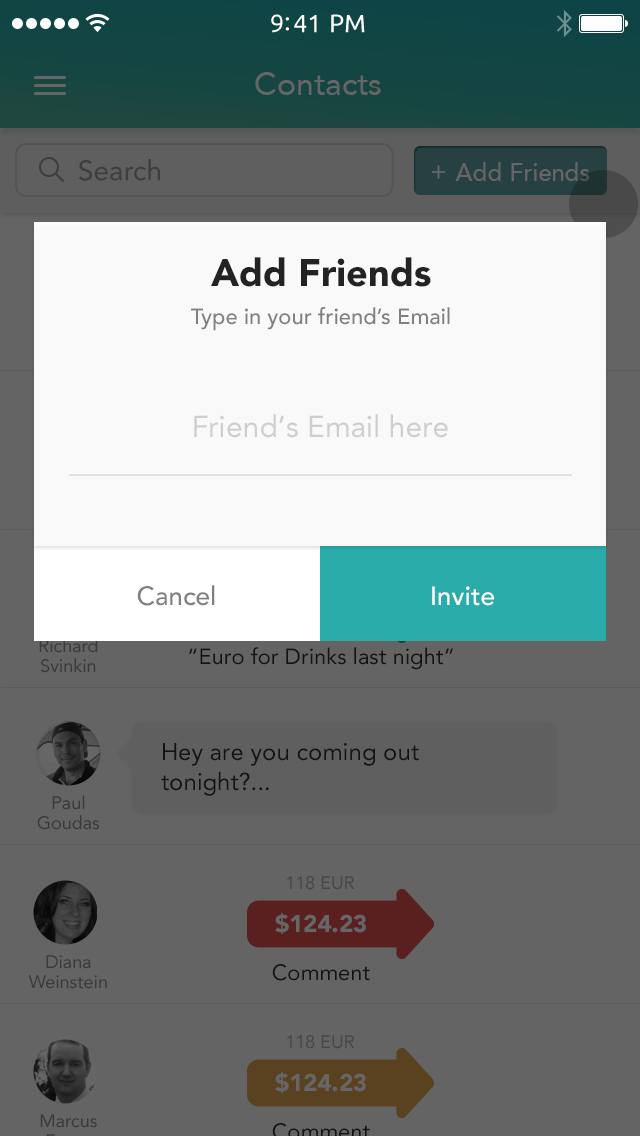 9:41 PM
Contacts
Search
+ Add Friends
Add Friends
Type in your friend’s Email
Friend’s Email here
Cancel
Invite
Richard
Svinkin
“Euro for Drinks last night”
Paul
Goudas
Hey are you coming out
tonight?...
118 EUR
$124.23
Comment
Diana
Weinstein
118 EUR
$124.23
Comment
Marcus